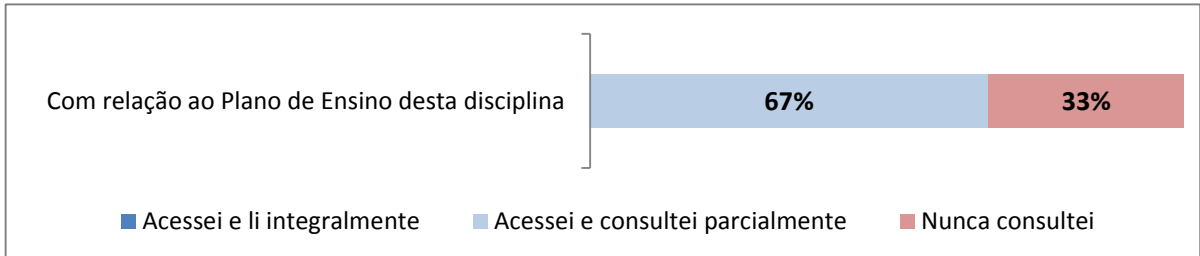 Com relação ao Plano de Ensino desta disciplina
67%
33%
Acessei e li integralmente
Acessei e consultei parcialmente
Nunca consultei